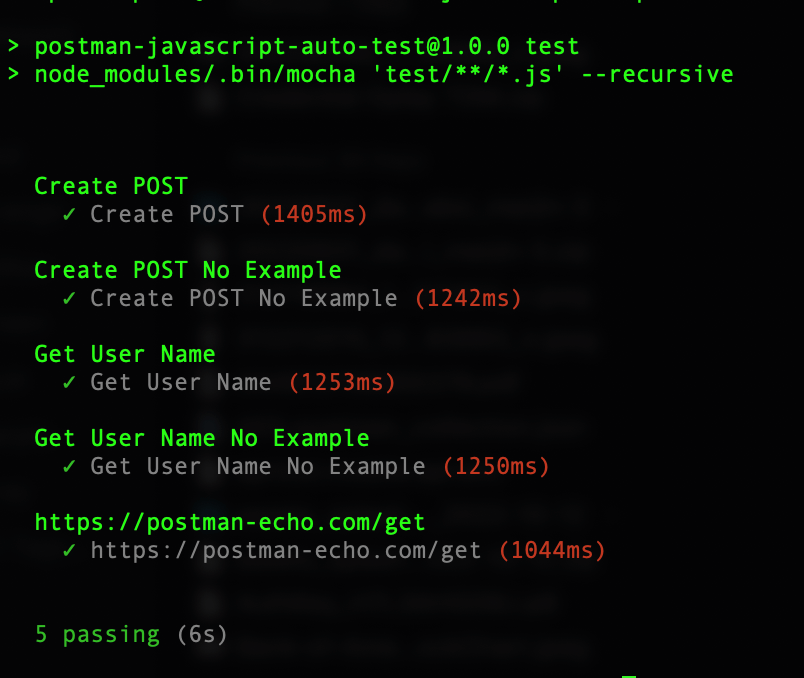 > postman-javascript-auto-test@1.0.0 test
> node_modules/.bin/mocha 'test/**/*.js' --recursive
Create POST
✓ Create POST (1405ms)
Create POST No Example
✓ Create POST No Example (1242ms)
Get User Name
✓ Get User Name (1253ms)
Get User Name No Example
✓ Get User Name No Example (1250ms)
https://postman-echo.com/get
✓ https://postman-echo.com/get (1044ms)
5 passing (6s)